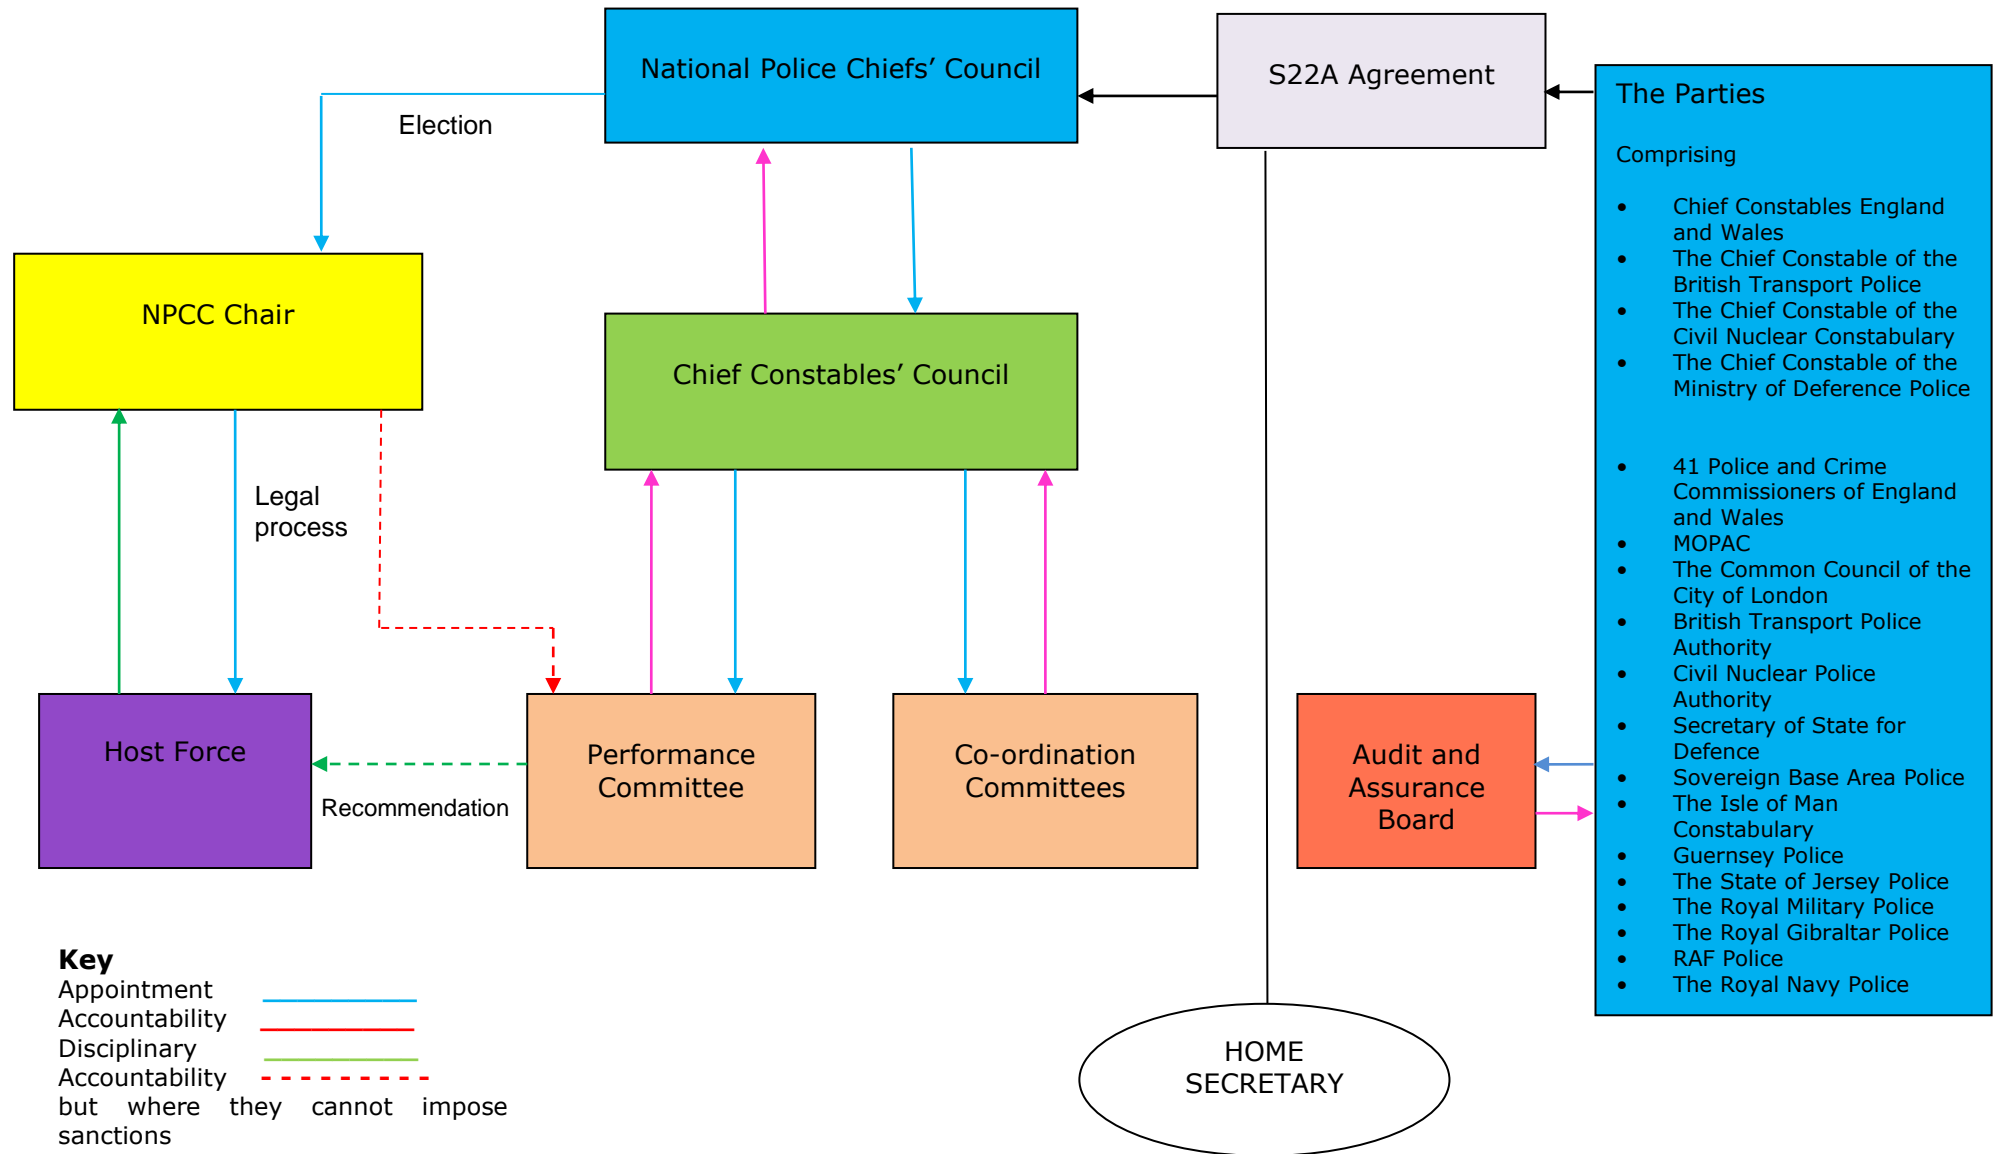 National Police Chiefs’ Council
S22A Agreement
Election
The Parties
Comprising
• Chief Constables England
and Wales
• The Chief Constable of the
British Transport Police
• The Chief Constable of the
Civil Nuclear Constabulary
• The Chief Constable of the
Ministry of Deference Police
• 41 Police and Crime
Commissioners of England
and Wales
• MOPAC
• The Common Council of the
City of London
• British Transport Police
Authority
• Civil Nuclear Police
Authority
• Secretary of State for
Defence
• Sovereign Base Area Police
• The Isle of Man
Constabulary
• Guernsey Police
• The State of Jersey Police
• The Royal Military Police
• The Royal Gibraltar Police
• RAF Police
• The Royal Navy Police
NPCC Chair
Chief Constables’ Council
Legal
process
Host Force
Recommendation
Performance
Committee
Co-ordination
Committees
Audit and
Assurance
Board
Key
Appointment
Accountability
Disciplinary
Accountability
but where they cannot impose
sanctions
HOME
SECRETARY